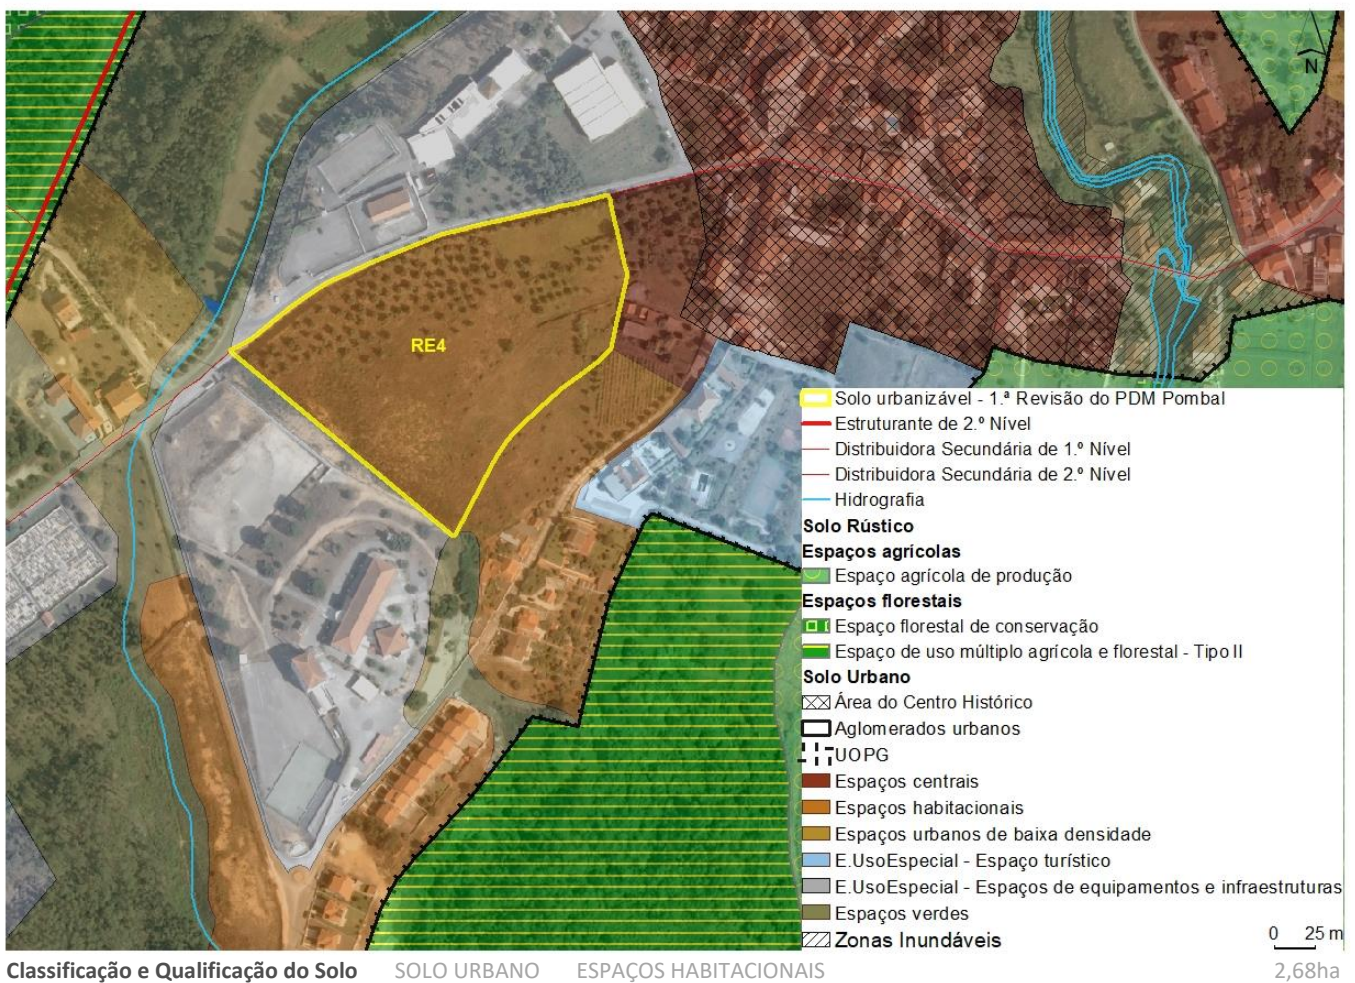 N
RE4
Solo urbanizável - 1.ª Revisão do PDM Pombal
Estruturante de 2.º Nível
Distribuidora Secundária de 1.º Nível
Distribuidora Secundária de 2.º Nível
Hidrografia
Solo Rústico
Espaços agrícolas
Espaço agrícola de produção
Espaços florestais
Espaço florestal de conservação
Espaço de uso múltiplo agrícola e florestal - Tipo II
Solo Urbano
Área do Centro Histórico
Aglomerados urbanos
UOPG
Espaços centrais
Espaços habitacionais
Espaços urbanos de baixa densidade
E.UsoEspecial - Espaço turístico
E.UsoEspecial - Espaços de equipamentos e infraestruturas
Espaços verdes
Zonas Inundáveis
0 25 m
Classificação e Qualificação do Solo SOLO URBANO ESPAÇOS HABITACIONAIS 2,68ha